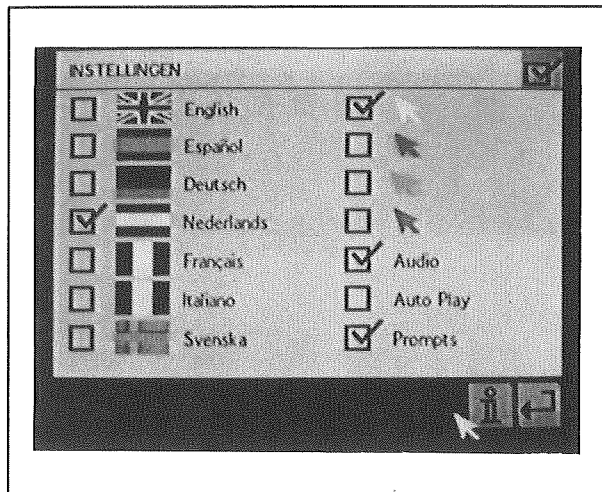 INSTELLINGEN
English
Español
Deutsch
Nederlands
Français
Italiano
Svenska
Audio
Auto Play
Prompts
i